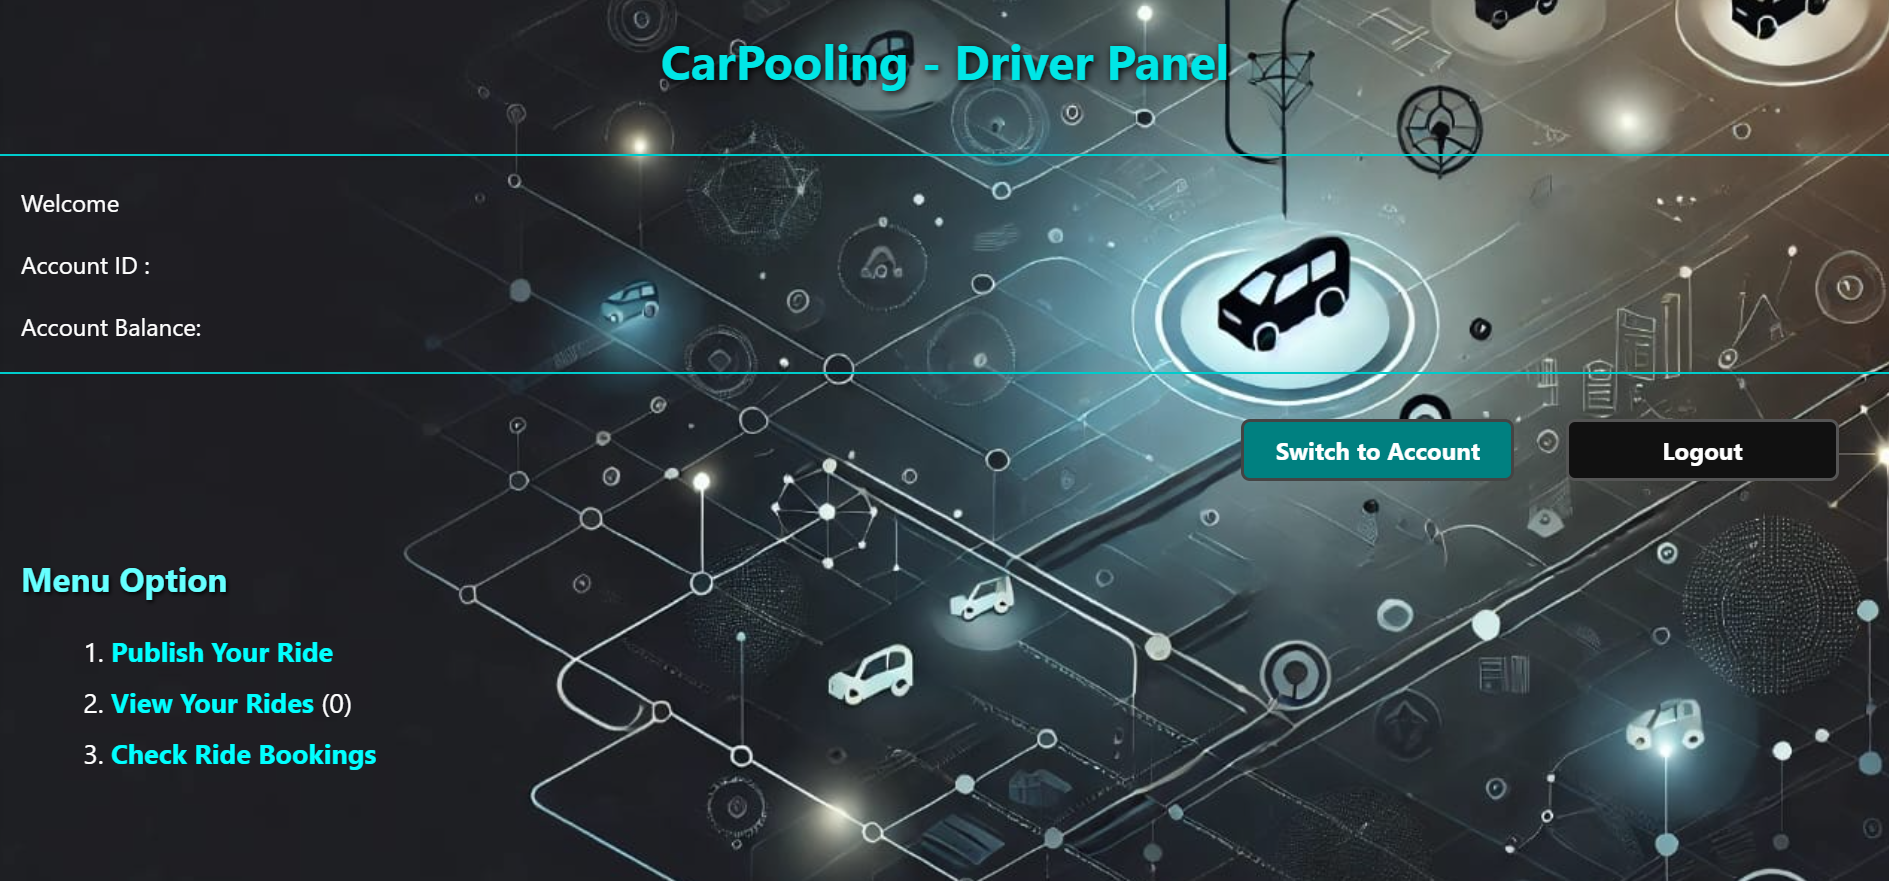 CarPooling - Driver Panel
Welcome
Account ID :
Account Balance:
Switch to Account
Logout
Menu Option
1. Publish Your Ride
2. View Your Rides (0)
3. Check Ride Bookings